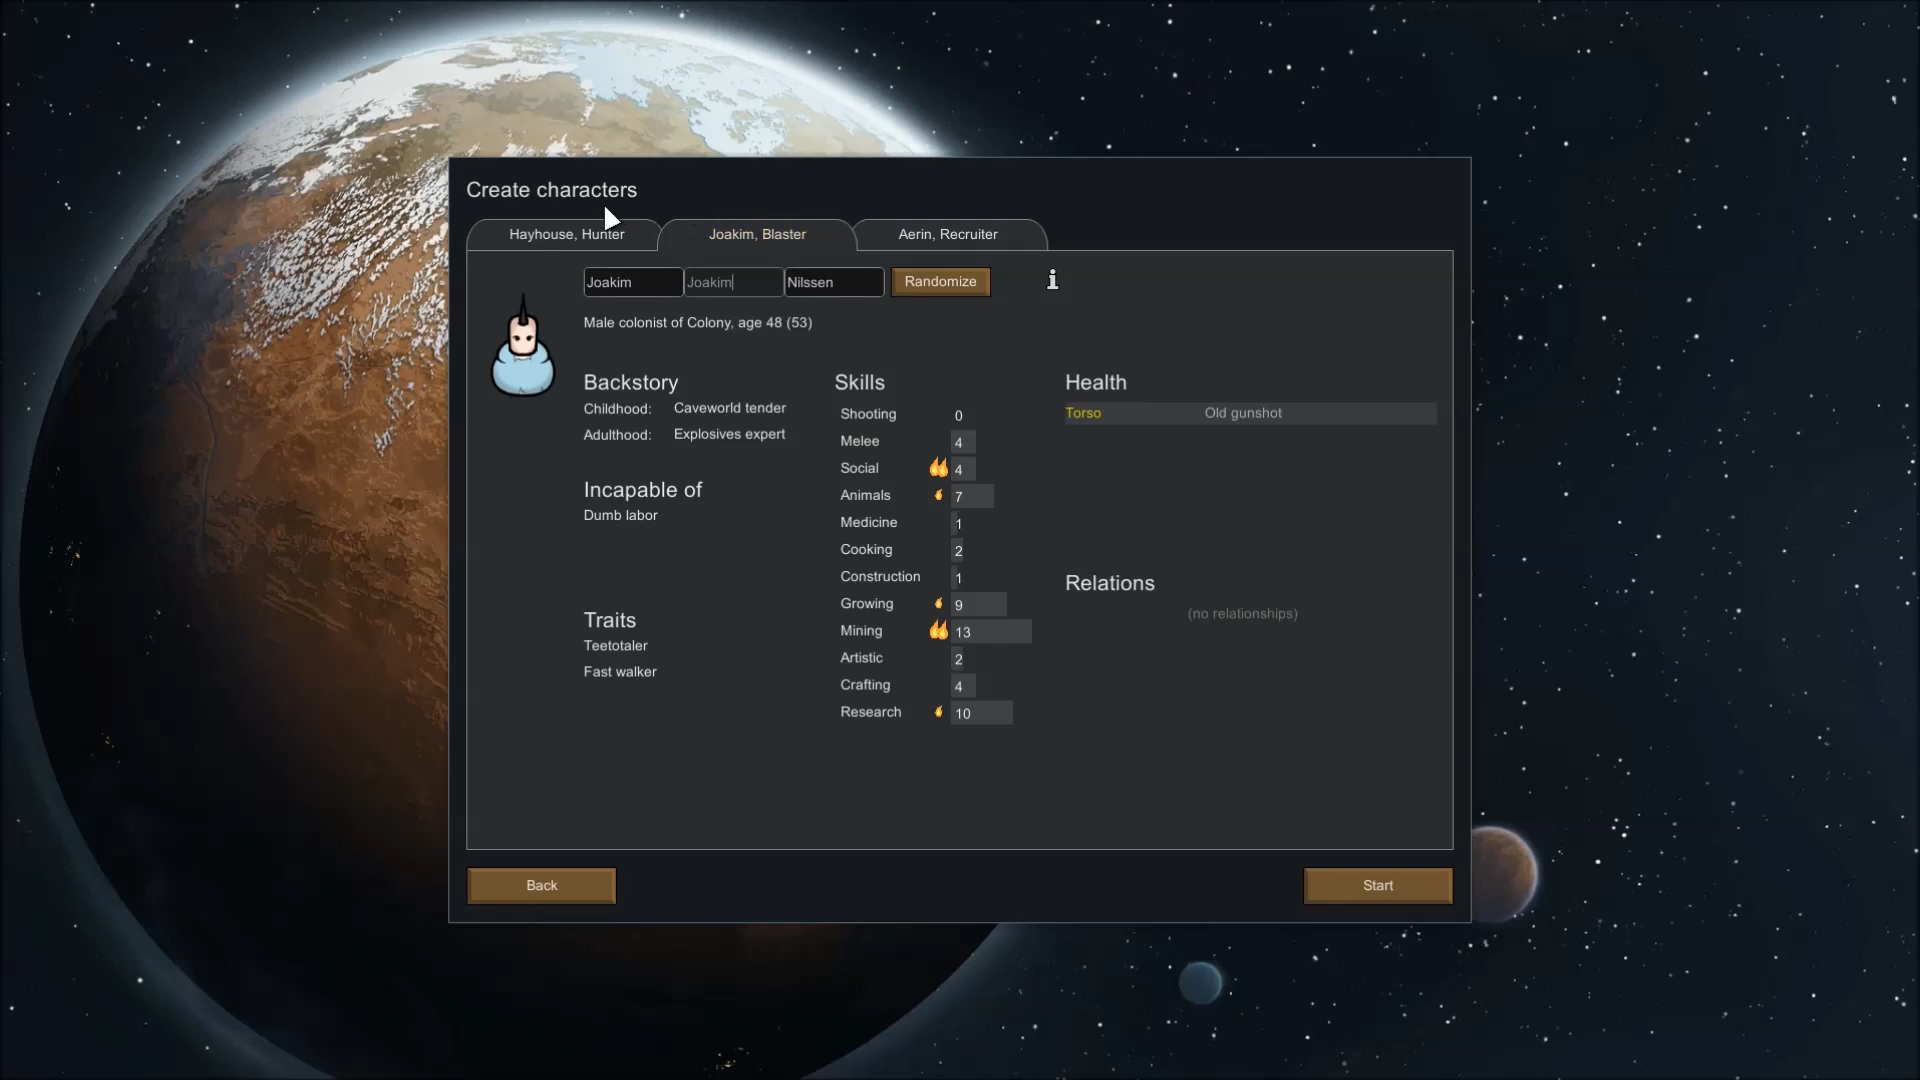 Create characters
Hayhouse, Hunter
Joakim, Blaster
Aerin, Recruiter
Joakim
Joakim
Nilssen
Randomize
Male colonist of Colony, age 48 (53)
Backstory
Childhood: Caveworld tender
Adulthood: Explosives expert
Incapable of
Dumb labor
Traits
Teetotaler
Fast walker
Skills
Shooting 0
Melee 4
Social 4
Animals 7
Medicine 1
Cooking 2
Construction 1
Growing 9
Mining 13
Artistic 2
Crafting 4
Research 10
Health
Torso Old gunshot
Relations
(no relationships)
Back
Start